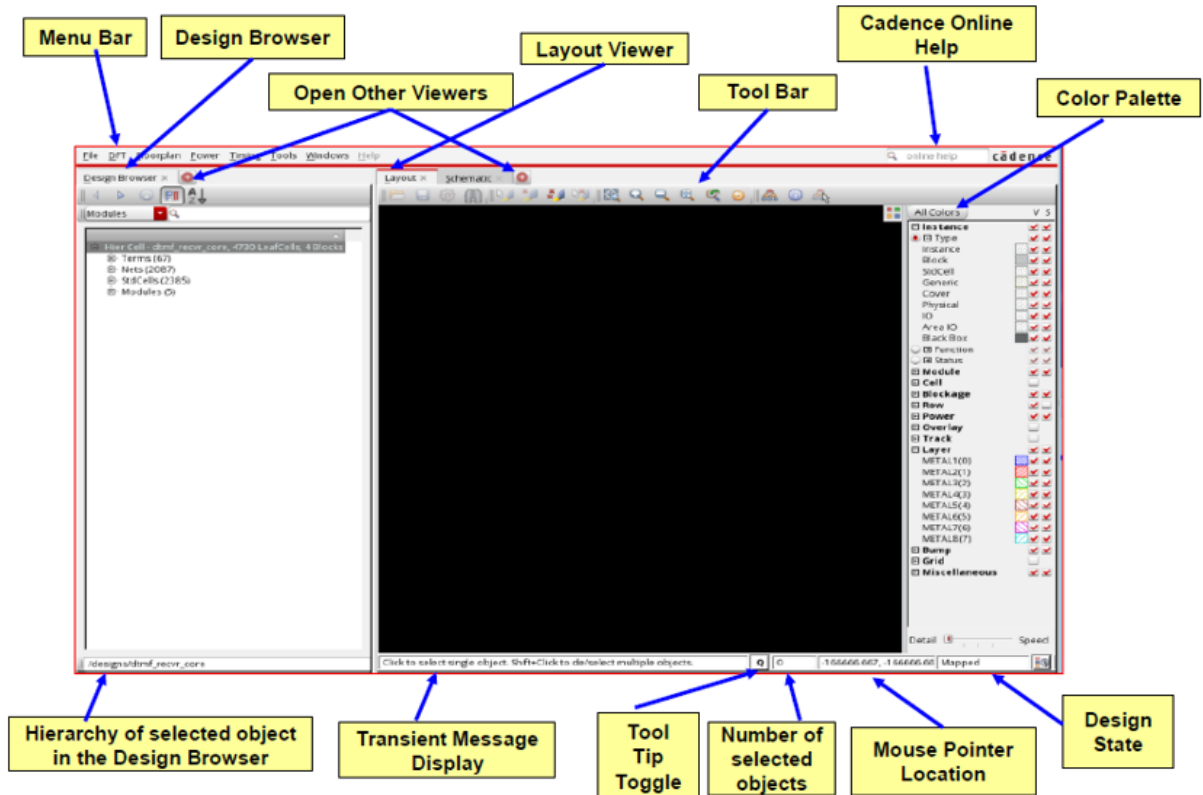 Menu Bar
Design Browser
Layout Viewer
Cadence Online
Help
Open Other Viewers
Tool Bar
Color Palette
File DFT Floorplan Power Timing Tools Windows Help
online help
cādence
Design Browser ×
Layout ×
Schematic ×
Modules
Hier Cell - dtmf_recvr_core, 4730 LeafCells, 4 Blocks
Terms (67)
Nets (2087)
StdCells (2385)
Modules (5)
All Colors
V S
Instance
Type
Instance
Block
StdCell
Generic
Cover
Physical
IO
Area IO
Black Box
Function
Status
Module
Cell
Blockage
Row
Power
Overlay
Track
Layer
METAL1(0)
METAL2(1)
METAL3(2)
METAL4(3)
METAL5(4)
METAL6(5)
METAL7(6)
METAL8(7)
Bump
Grid
Miscellaneous
Detail
Speed
/designs/dtmf_recvr_core
Click to select single object. Shift+Click to de/select multiple objects.
Q
0
-166666.667, -166666.66
Mapped
Hierarchy of selected object
in the Design Browser
Transient Message
Display
Tool
Tip
Toggle
Number of
selected
objects
Mouse Pointer
Location
Design
State